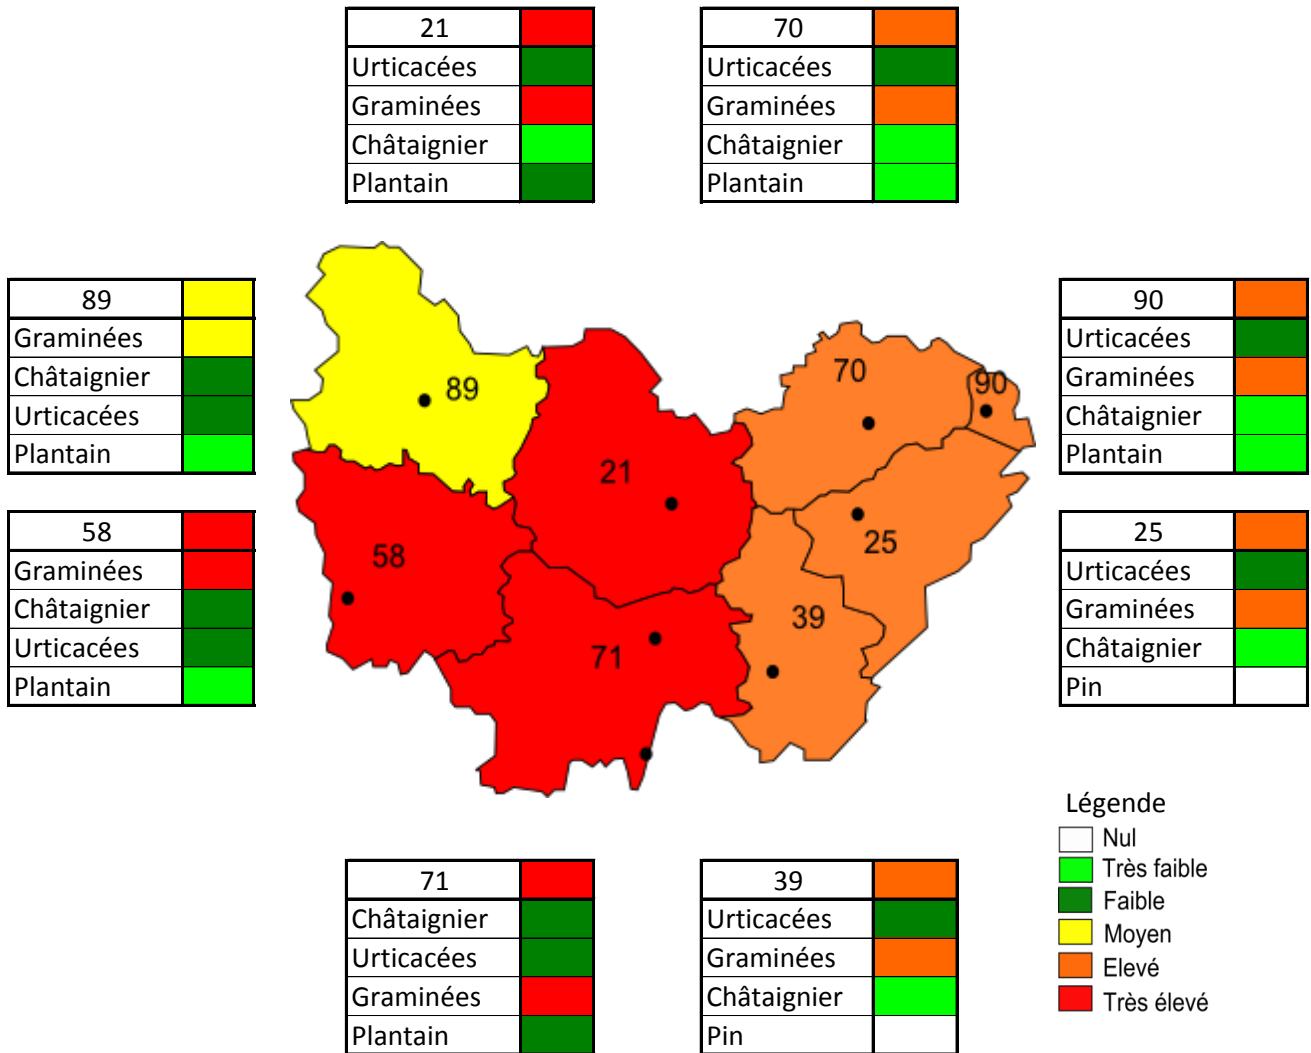 21
Urticacées
Graminées
Châtaignier
Plantain
70
Urticacées
Graminées
Châtaignier
Plantain
89
Graminées
Châtaignier
Urticacées
Plantain
58
Graminées
Châtaignier
Urticacées
Plantain
89
21
70
90
58
71
39
25
90
Urticacées
Graminées
Châtaignier
Plantain
25
Urticacées
Graminées
Châtaignier
Pin
71
Châtaignier
Urticacées
Graminées
Plantain
39
Urticacées
Graminées
Châtaignier
Pin
Légende
Nul
Très faible
Faible
Moyen
Elevé
Très élevé